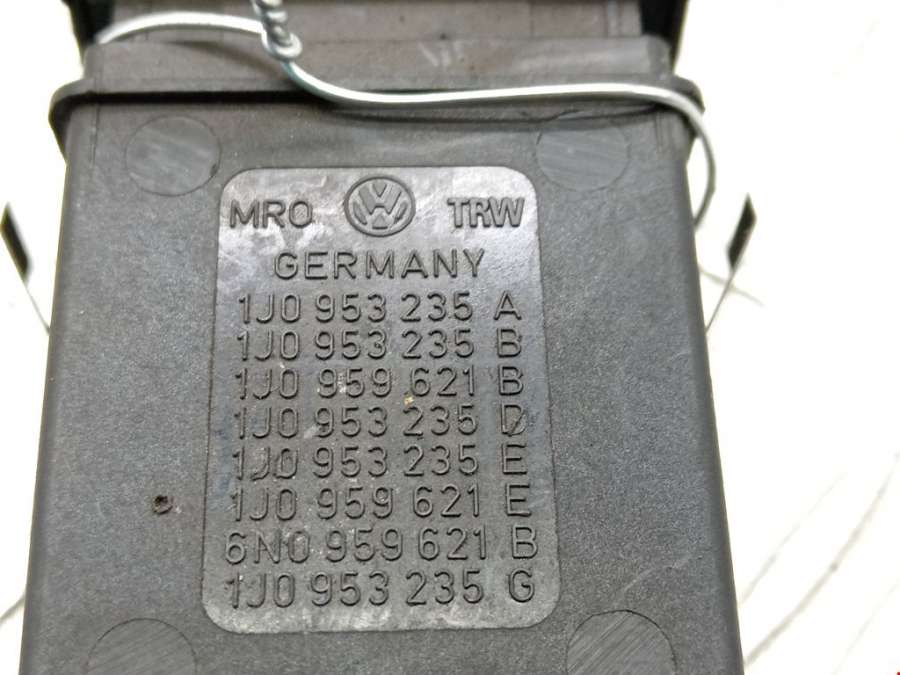 MRO VW TRW
GERMANY
1J0 953 235 A
1J0 953 235 B
1J0 959 621 B
1J0 953 235 D
1J0 953 235 E
1J0 959 621 E
6N0 959 621 B
1J0 953 235 G